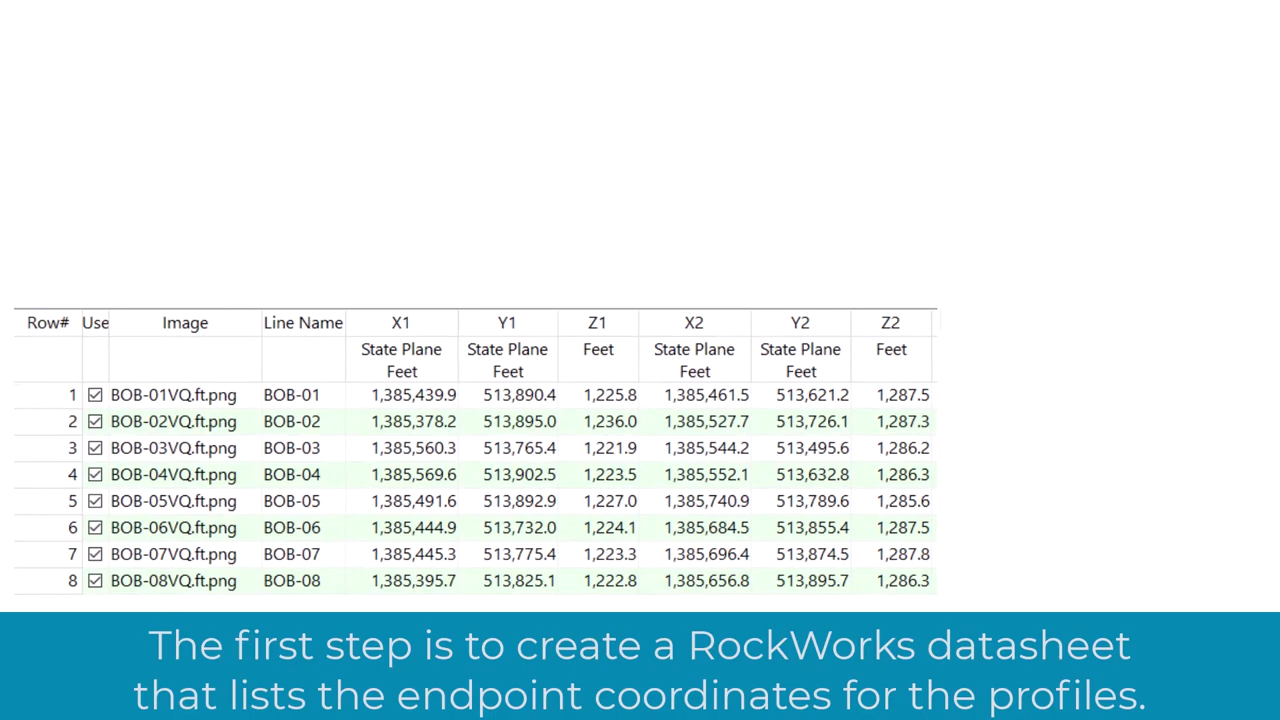 Row# Use Image Line Name X1 Y1 Z1 X2 Y2 Z2
State Plane State Plane Feet State Plane State Plane Feet
Feet Feet Feet Feet
1 BOB-01VQ.ft.png BOB-01 1,385,439.9 513,890.4 1,225.8 1,385,461.5 513,621.2 1,287.5
2 BOB-02VQ.ft.png BOB-02 1,385,378.2 513,895.0 1,236.0 1,385,527.7 513,726.1 1,287.3
3 BOB-03VQ.ft.png BOB-03 1,385,560.3 513,765.4 1,221.9 1,385,544.2 513,495.6 1,286.2
4 BOB-04VQ.ft.png BOB-04 1,385,569.6 513,902.5 1,223.5 1,385,552.1 513,632.8 1,286.3
5 BOB-05VQ.ft.png BOB-05 1,385,491.6 513,892.9 1,227.0 1,385,740.9 513,789.6 1,285.6
6 BOB-06VQ.ft.png BOB-06 1,385,444.9 513,732.0 1,224.1 1,385,684.5 513,855.4 1,287.5
7 BOB-07VQ.ft.png BOB-07 1,385,445.3 513,775.4 1,223.3 1,385,696.4 513,874.5 1,287.8
8 BOB-08VQ.ft.png BOB-08 1,385,395.7 513,825.1 1,222.8 1,385,656.8 513,895.7 1,286.3
The first step is to create a RockWorks datasheet
that lists the endpoint coordinates for the profiles.